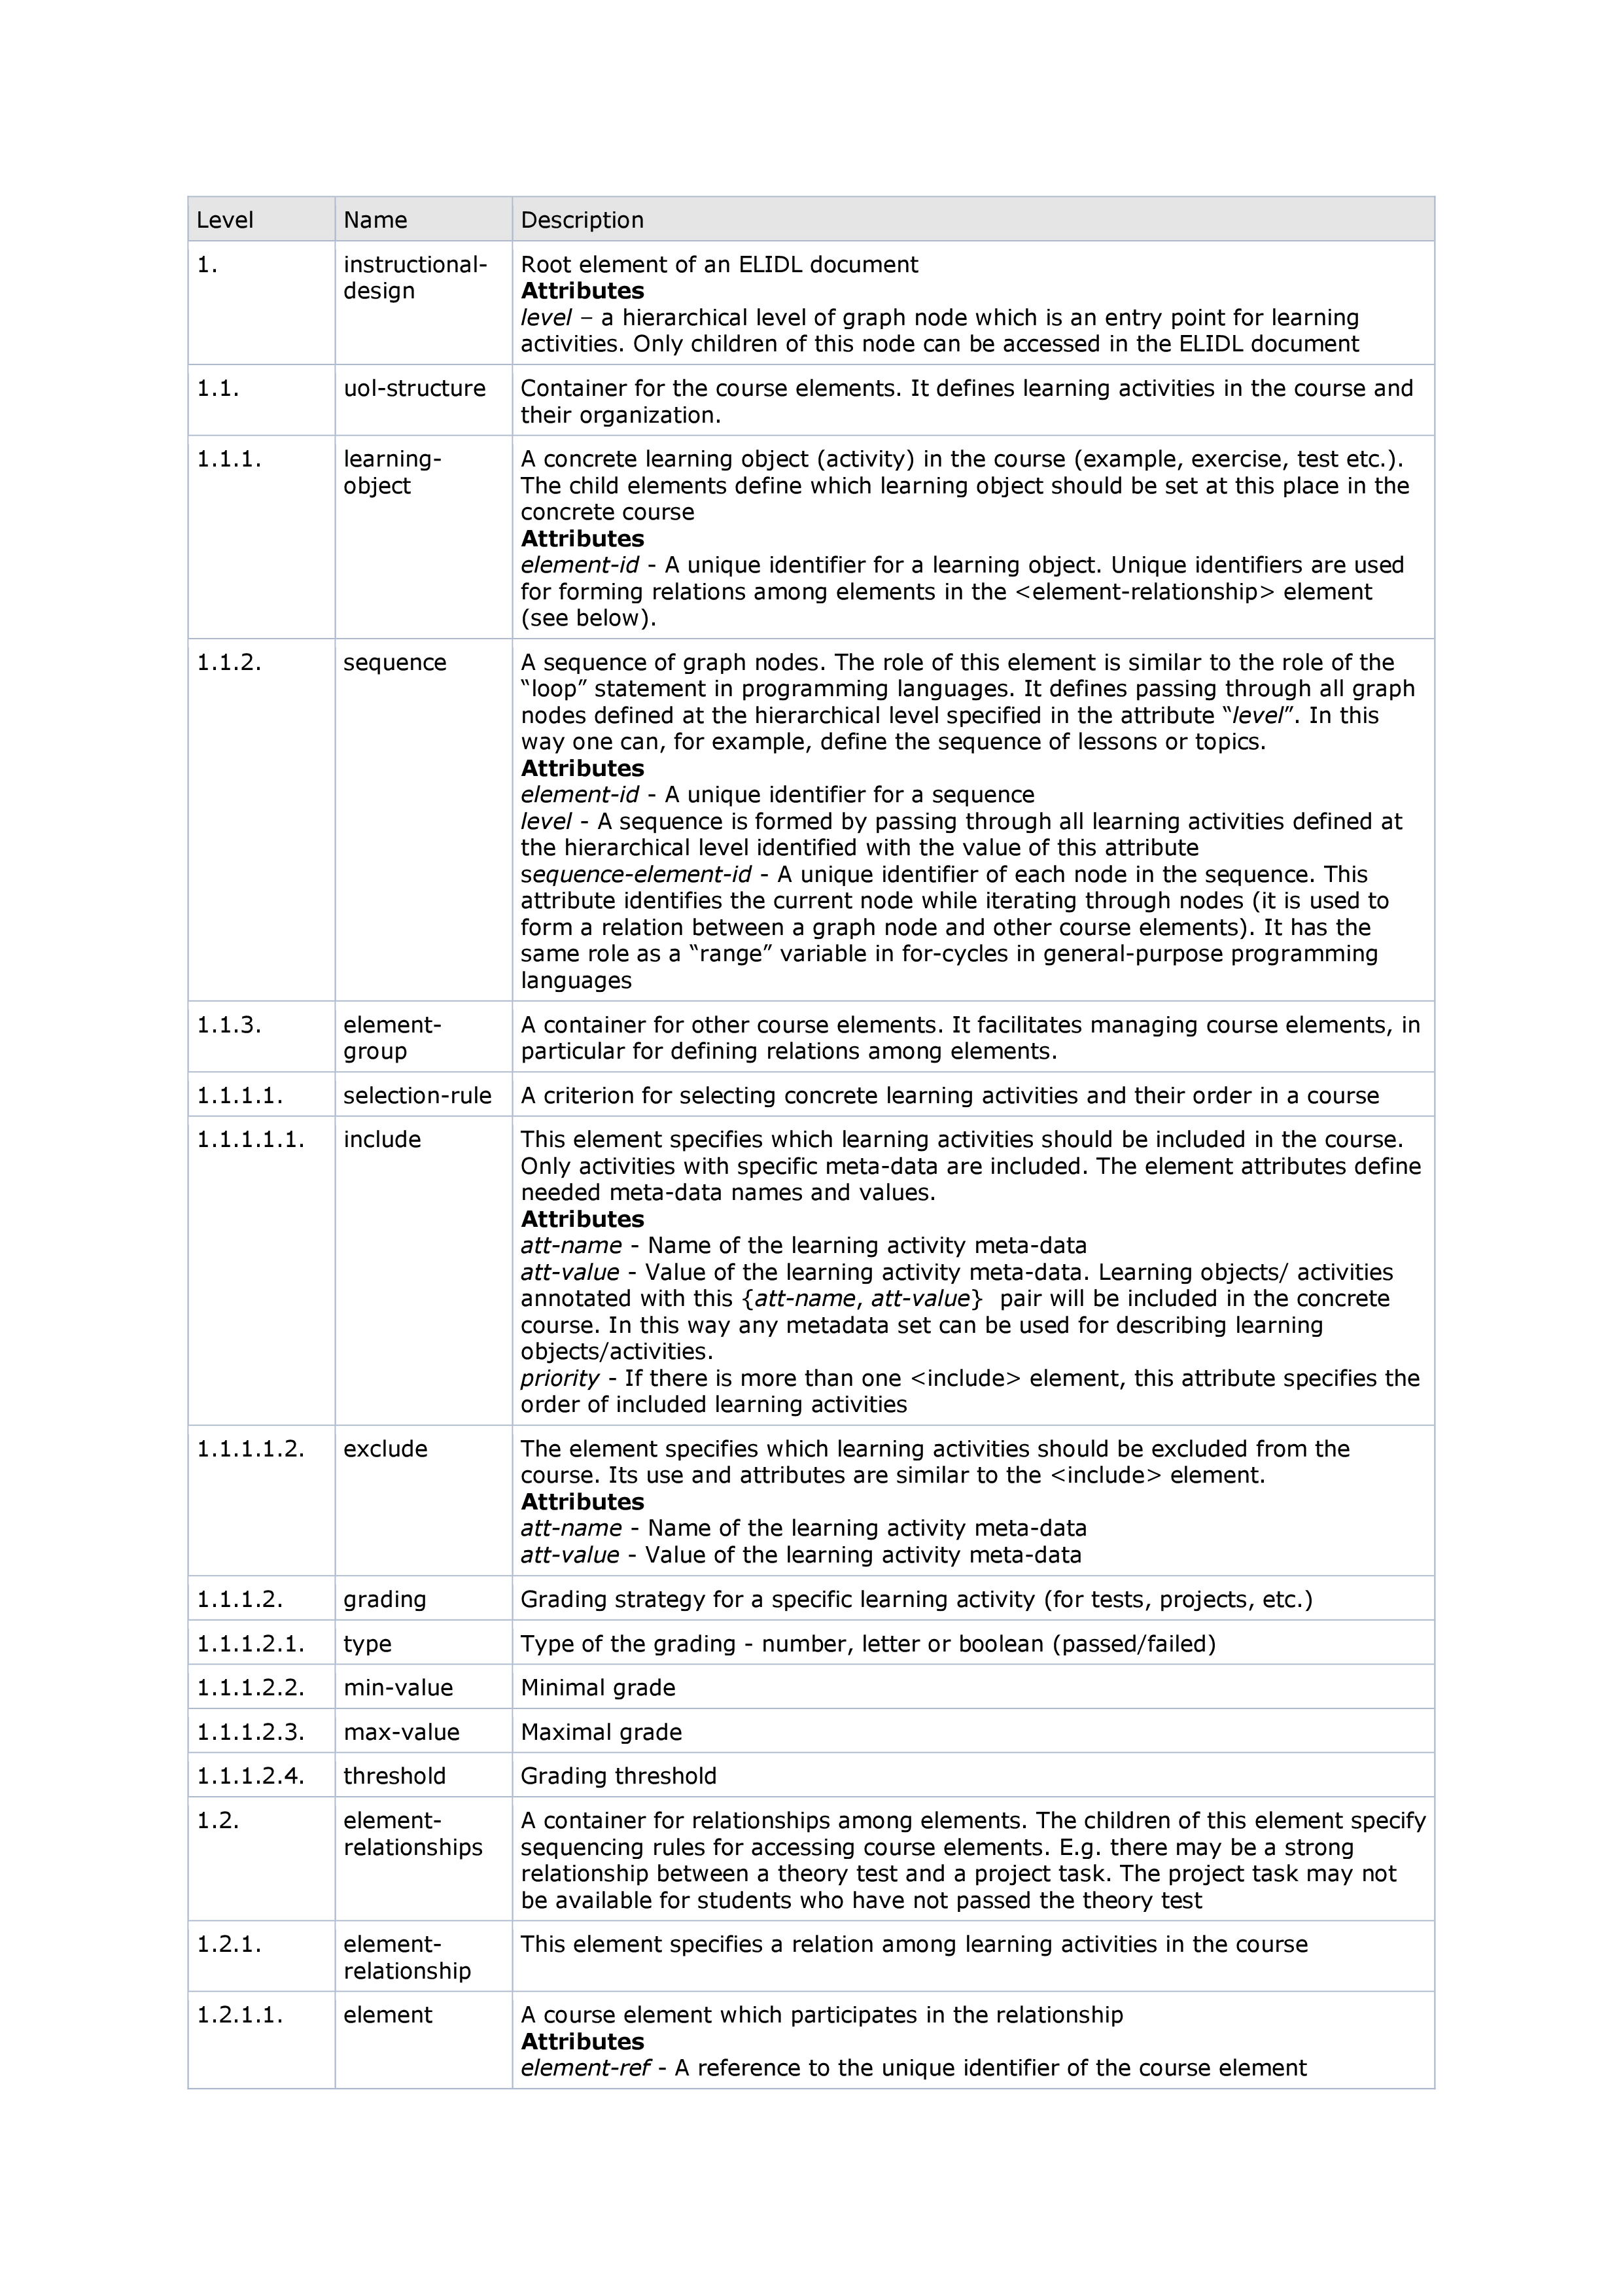 Level Name Description
1. instructional- Root element of an ELIDL document
design Attributes
level – a hierarchical level of graph node which is an entry point for learning
activities. Only children of this node can be accessed in the ELIDL document
1.1. uol-structure Container for the course elements. It defines learning activities in the course and
their organization.
1.1.1. learning- A concrete learning object (activity) in the course (example, exercise, test etc.).
object The child elements define which learning object should be set at this place in the
concrete course
Attributes
element-id - A unique identifier for a learning object. Unique identifiers are used
for forming relations among elements in the <element-relationship> element
(see below).
1.1.2. sequence A sequence of graph nodes. The role of this element is similar to the role of the
“loop” statement in programming languages. It defines passing through all graph
nodes defined at the hierarchical level specified in the attribute “level”. In this
way one can, for example, define the sequence of lessons or topics.
Attributes
element-id - A unique identifier for a sequence
level - A sequence is formed by passing through all learning activities defined at
the hierarchical level identified with the value of this attribute
sequence-element-id - A unique identifier of each node in the sequence. This
attribute identifies the current node while iterating through nodes (it is used to
form a relation between a graph node and other course elements). It has the
same role as a “range” variable in for-cycles in general-purpose programming
languages
1.1.3. element- A container for other course elements. It facilitates managing course elements, in
group particular for defining relations among elements.
1.1.1.1. selection-rule A criterion for selecting concrete learning activities and their order in a course
1.1.1.1.1. include This element specifies which learning activities should be included in the course.
Only activities with specific meta-data are included. The element attributes define
needed meta-data names and values.
Attributes
att-name - Name of the learning activity meta-data
att-value - Value of the learning activity meta-data. Learning objects/ activities
annotated with this {att-name, att-value} pair will be included in the concrete
course. In this way any metadata set can be used for describing learning
objects/activities.
priority - If there is more than one <include> element, this attribute specifies the
order of included learning activities
1.1.1.1.2. exclude The element specifies which learning activities should be excluded from the
course. Its use and attributes are similar to the <include> element.
Attributes
att-name - Name of the learning activity meta-data
att-value - Value of the learning activity meta-data
1.1.1.2. grading Grading strategy for a specific learning activity (for tests, projects, etc.)
1.1.1.2.1. type Type of the grading - number, letter or boolean (passed/failed)
1.1.1.2.2. min-value Minimal grade
1.1.1.2.3. max-value Maximal grade
1.1.1.2.4. threshold Grading threshold
1.2. element- A container for relationships among elements. The children of this element specify
relationships sequencing rules for accessing course elements. E.g. there may be a strong
relationship between a theory test and a project task. The project task may not
be available for students who have not passed the theory test
1.2.1. element- This element specifies a relation among learning activities in the course
relationship
1.2.1.1. element A course element which participates in the relationship
Attributes
element-ref - A reference to the unique identifier of the course element